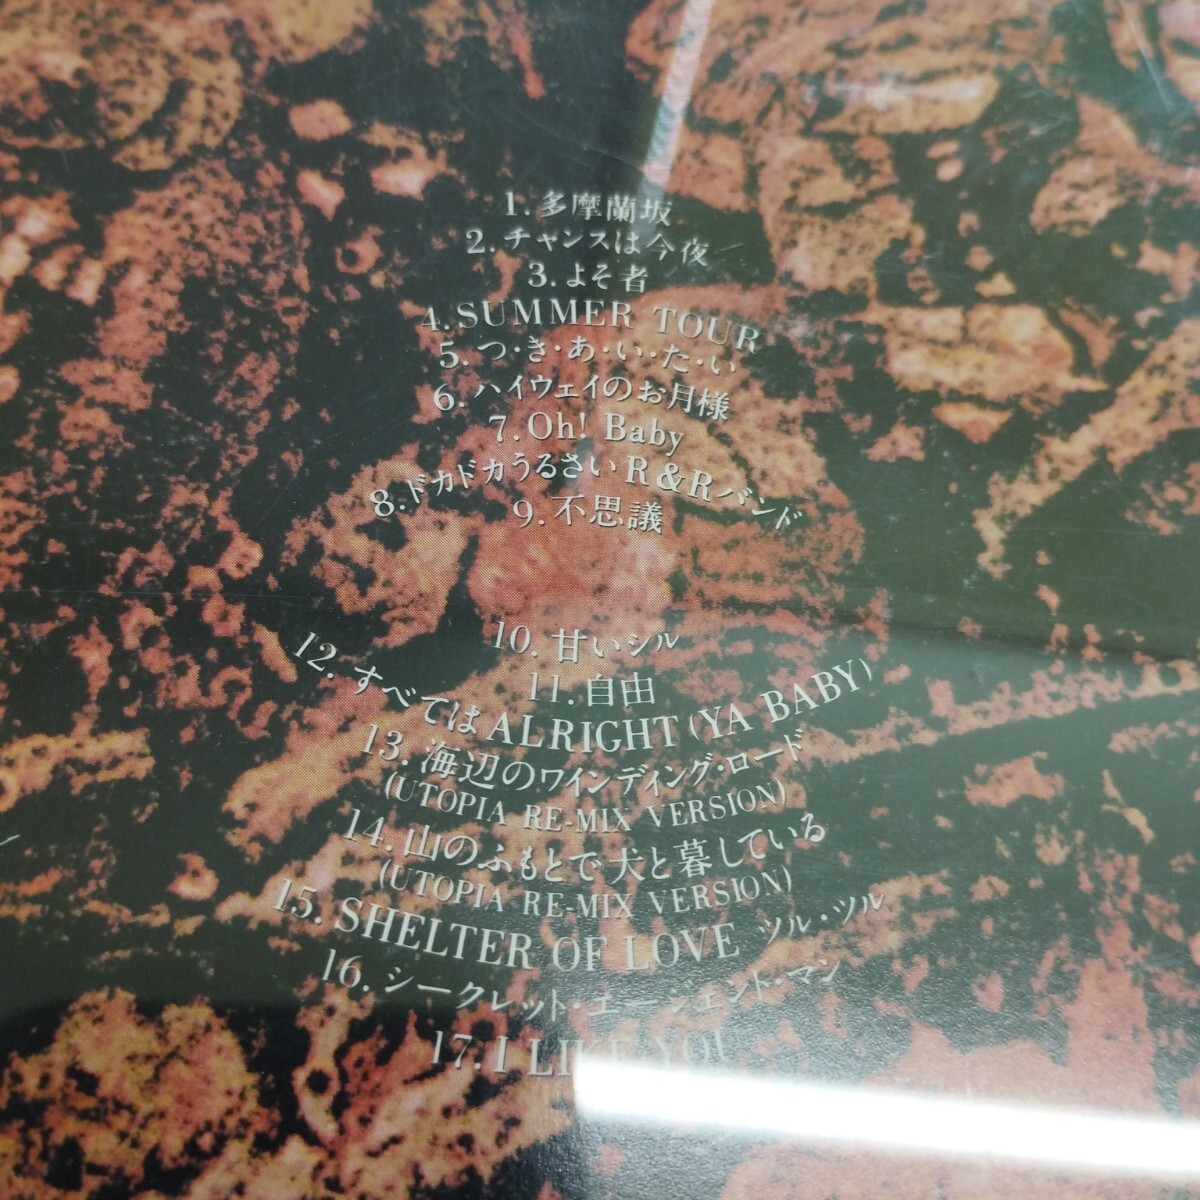 1. 多摩蘭坂
2. チャンスは今夜
3. よそ者
4. SUMMER TOUR
5. つ・き・あ・い・た・い
6. ハイウェイのお月様
7. Oh! Baby
8. ドカドカうるさいR&Rバンド
9. 不思議
10. 甘いシル
11. 自由
12. すべてはALRIGHT (YA BABY)
13. 海辺のワインディング・ロード
(UTOPIA RE-MIX VERSION)
14. 山のふもとで犬と暮している
(UTOPIA RE-MIX VERSION)
15. SHELTER OF LOVE ツル・ツル
16. シークレット・エージェント・マン
17. I LIKE YOU